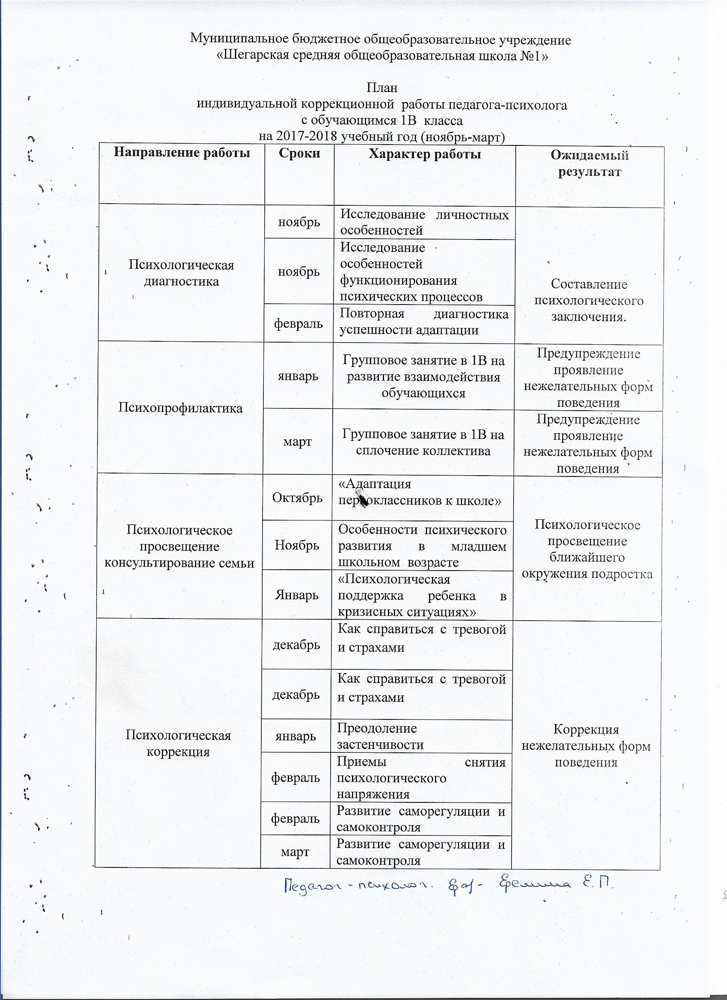 Муниципальное бюджетное общеобразовательное учреждение
«Шегарская средняя общеобразовательная школа №1»
План
индивидуальной коррекционной работы педагога-психолога
с обучающимся 1В класса
на 2017-2018 учебный год (ноябрь-март)
Направление работы
Сроки
Характер работы
Ожидаемый
результат
Психологическая
диагностика
ноябрь
Исследование личностных
особенностей
ноябрь
Исследование
особенностей
функционирования
психических процессов
февраль
Повторная диагностика
успешности адаптации
Составление
психологического
заключения.
Психопрофилактика
январь
Групповое занятие в 1В на
развитие взаимодействия
обучающихся
Предупреждение
проявление
нежелательных форм
поведения
март
Групповое занятие в 1В на
сплочение коллектива
Предупреждение
проявление
нежелательных форм
поведения
Психологическое
просвещение
консультирование семьи
Октябрь
«Адаптация
первоклассников к школе»
Ноябрь
Особенности психического
развития в младшем
школьном возрасте
Январь
«Психологическая
поддержка ребенка в
кризисных ситуациях»
Психологическое
просвещение
ближайшего
окружения подростка
Психологическая
коррекция
декабрь
Как справиться с тревогой
и страхами
декабрь
Как справиться с тревогой
и страхами
январь
Преодоление
застенчивости
февраль
Приемы снятия
психологического
напряжения
февраль
Развитие саморегуляции и
самоконтроля
март
Развитие саморегуляции и
самоконтроля
Коррекция
нежелательных форм
поведения
Педагог-психолог: Еремина Е.П.